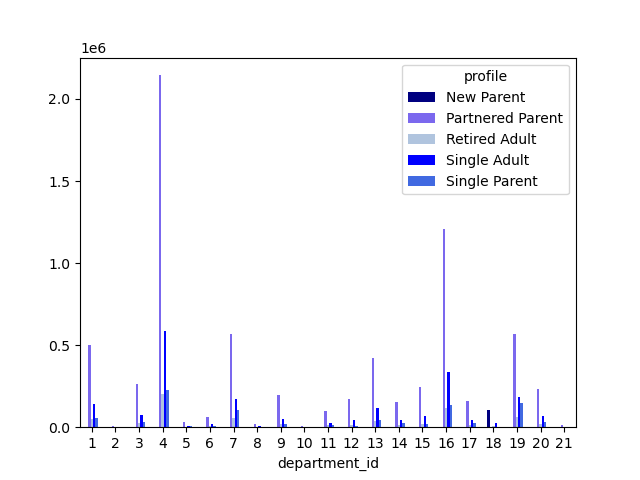 1e6
2.0
1.5
1.0
0.5
0.0
profile
New Parent
Partnered Parent
Retired Adult
Single Adult
Single Parent
1 2 3 4 5 6 7 8 9 10 11 12 13 14 15 16 17 18 19 20 21
department_id